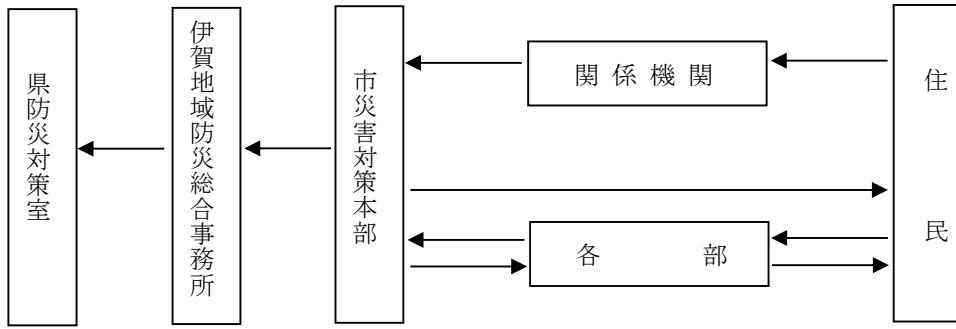 県防災対策室
伊賀地域防災総合事務所
市災害対策本部
関係機関
各部
住民